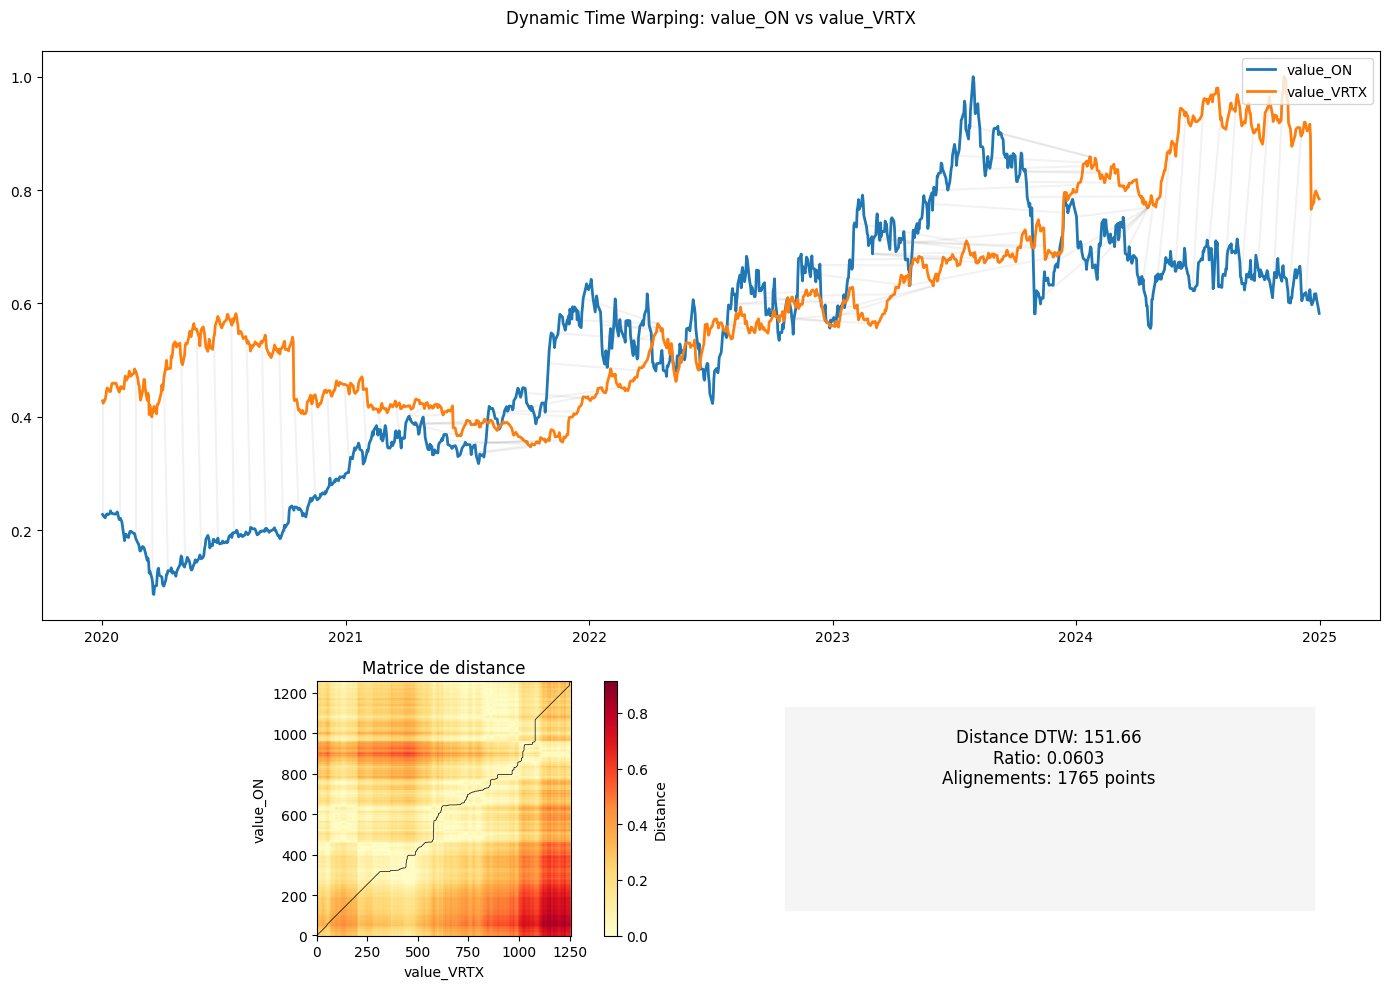 Dynamic Time Warping: value_ON vs value_VRTX
value_ON
value_VRTX
1.0
0.8
0.6
0.4
0.2
2020 2021 2022 2023 2024 2025
Matrice de distance
value_ON
1200
1000
800
600
400
200
0
0 250 500 750 1000 1250
value_VRTX
0.8
0.6
0.4
0.2
0.0
Distance
Distance DTW: 151.66
Ratio: 0.0603
Alignements: 1765 points